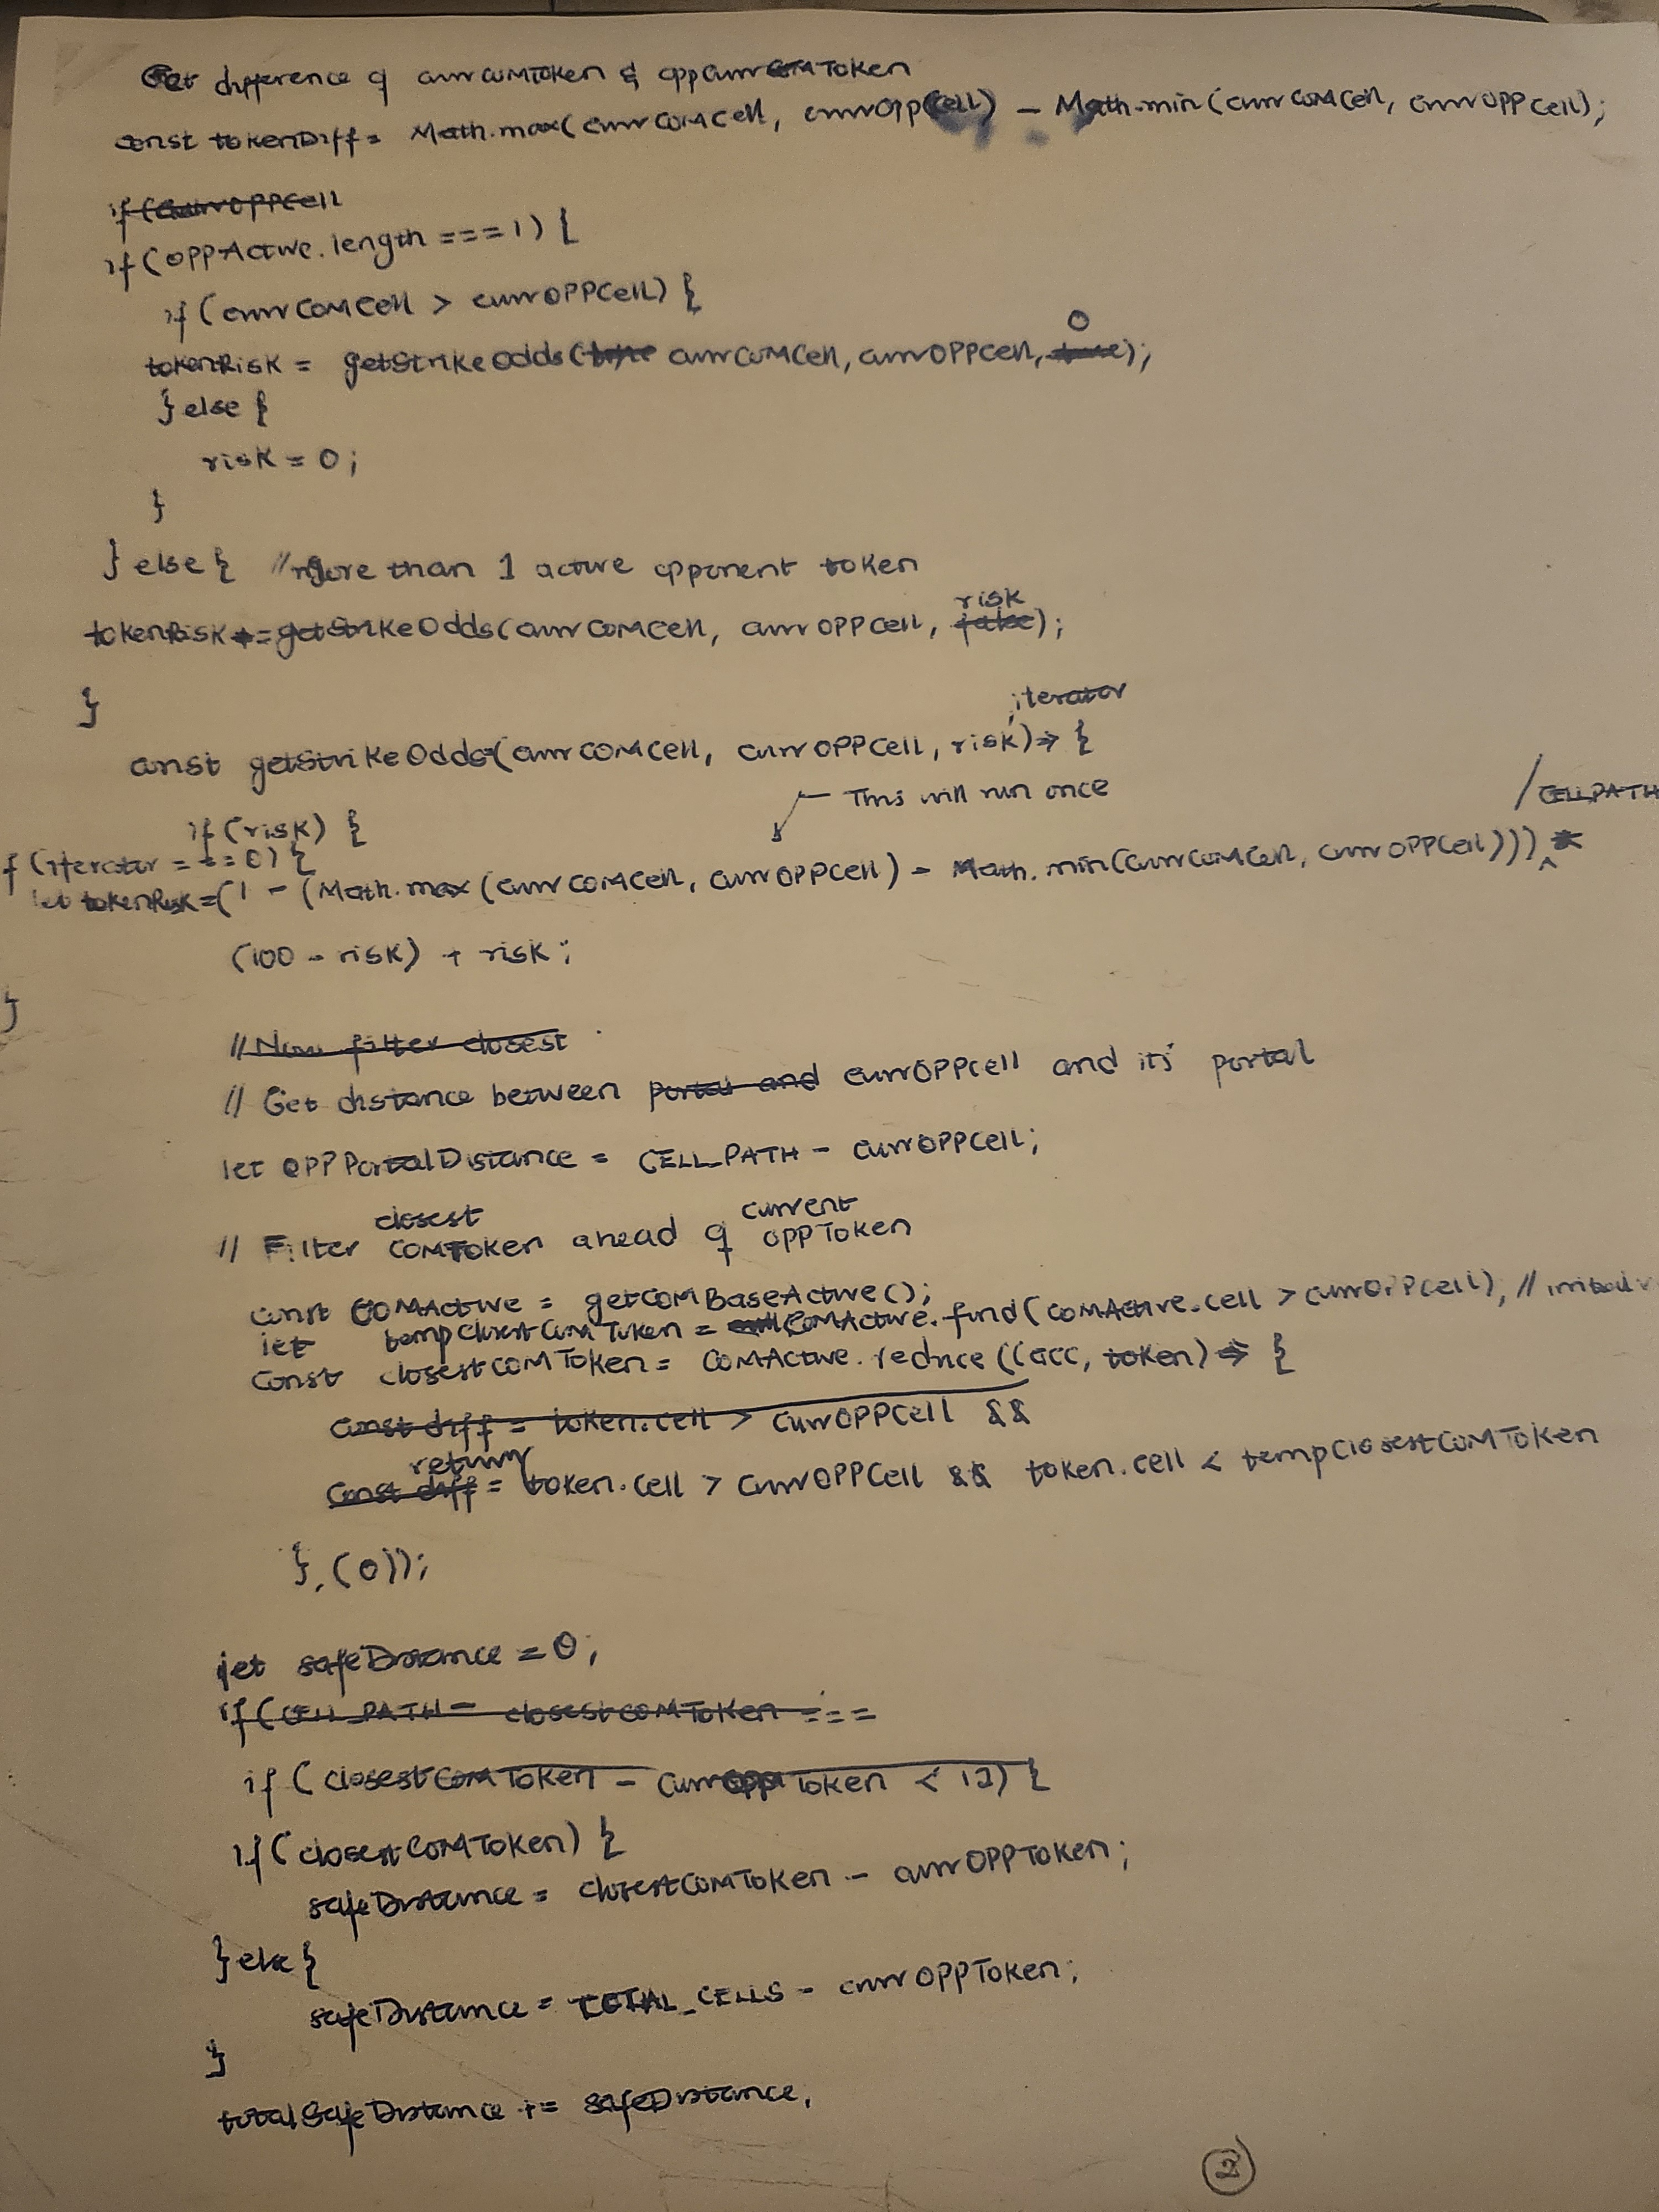 Get difference of currCOMToken & oppCurrToken
const tokenDiff = Math.max(currCOMCell, currOppCell) - Math.min(currCOMCell, currOPPCell);
if(currOPPCell
if(OPPActive.length === 1) {
if(currCOMCell > currOPPCell) {
0
tokenRisk = getStrikeOdds( currCOMCell, currOPPCell, );
} else {
risk = 0;
}
} else { // more than 1 active opponent token
risk
tokenRisk += getStrikeOdds(currCOMCell, currOPPCell, false);
}
, iterator
const getStrikeOdds=(currCOMCell, currOPPCell, risk)=> {
This will run once
/CELL_PATH
if(risk) {
f(iterator === 0) {
let tokenRisk = (1 - (Math.max(currCOMCell, currOPPCell) - Math.min(currCOMCell, currOPPCell))) *
(100 - risk) + risk;
}
// Now filter closest
// Get distance between portal and currOPPCell and its' portal
let OPPPortalDistance = CELL_PATH - currOPPCell;
closest current
// Filter COMToken ahead of OPPToken
const COMActive = getCOMBaseActive();
let tempClosestCOMToken = COMActive.find(COMActive.cell > currOPPCell); //
const closestCOMToken = COMActive.reduce((acc, token) => {
const diff = token.cell > currOPPCell &&
return
const diff = token.cell > currOPPCell && token.cell < tempClosestCOMToken
}, (0));
let safeDistance = 0;
if(CELL_PATH - closestCOMToken ===
if(closestCOMToken - currOPPToken < 12) {
if(closestCOMToken) {
safeDistance = closestCOMToken - currOPPToken;
} else {
safeDistance = TOTAL_CELLS - currOPPToken;
}
totalSafeDistance += safeDistance;
2